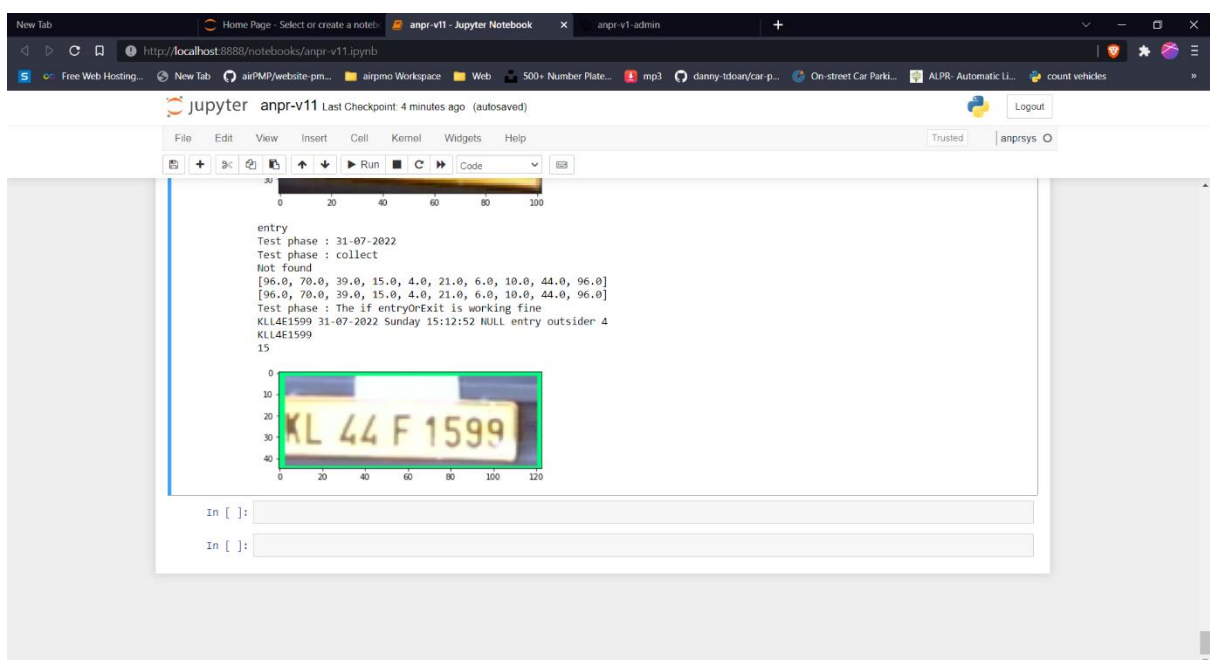 New Tab
Home Page - Select or create a noteb
anpr-v11 - Jupyter Notebook
anpr-v1-admin
http://localhost:8888/notebooks/anpr-v11.ipynb
Free Web Hosting... New Tab airPMP/website-pm... airpmo Workspace Web 500+ Number Plate... mp3 danny-tdoan/car-p... On-street Car Parki... ALPR- Automatic Li... count vehicles
jupyter anpr-v11 Last Checkpoint: 4 minutes ago (autosaved) Logout
File Edit View Insert Cell Kernel Widgets Help Trusted anprsys
Run Code
30
0 20 40 60 80 100
entry
Test phase : 31-07-2022
Test phase : collect
Not found
[96.0, 70.0, 39.0, 15.0, 4.0, 21.0, 6.0, 10.0, 44.0, 96.0]
[96.0, 70.0, 39.0, 15.0, 4.0, 21.0, 6.0, 10.0, 44.0, 96.0]
Test phase : The if entryOrExit is working fine
KLL4E1599 31-07-2022 Sunday 15:12:52 NULL entry outsider 4
KLL4E1599
15
0
10
20
30
40
KL 44 F 1599
0 20 40 60 80 100 120
In [ ]:
In [ ]: